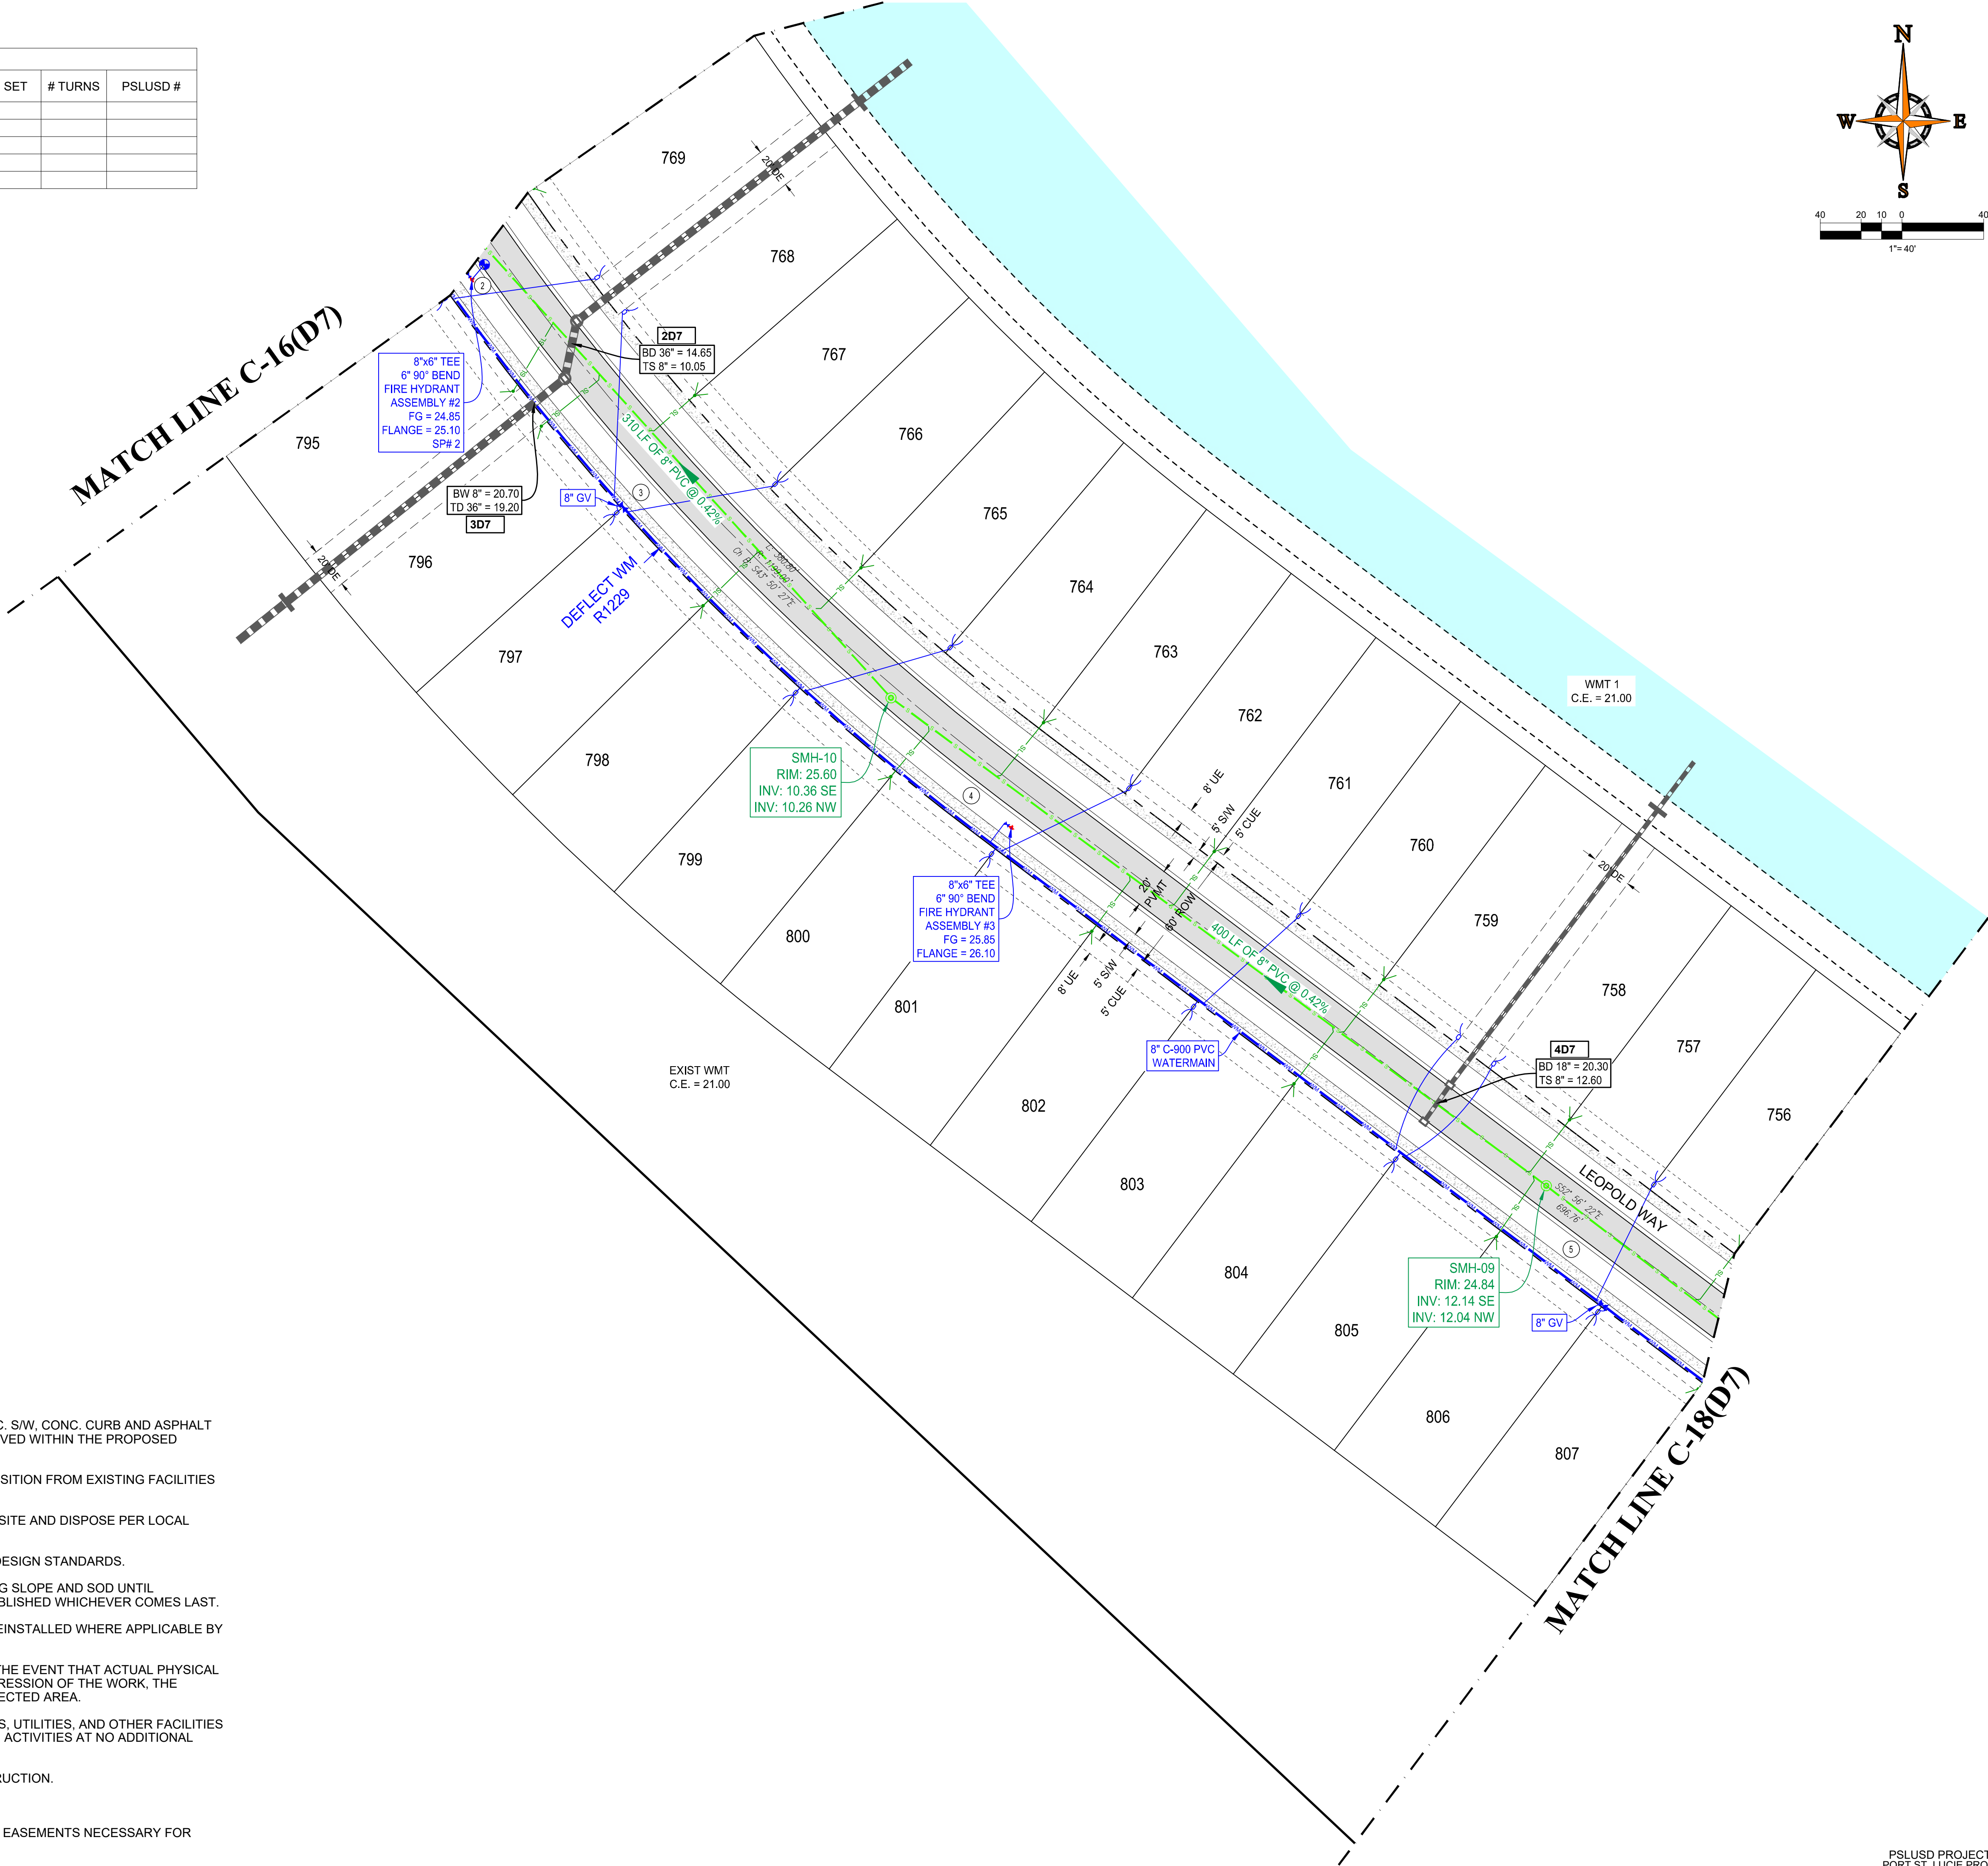 SET # TURNS PSLUSD #
N
W E
S
40 20 10 0 40
1"= 40'
MATCH LINE C-16(D7)
769
768
767
766
765
764
763
762
761
760
759
758
757
756
795
796
797
798
799
800
801
802
803
804
805
806
807
20' DE
20' DE
20' DE
2
3
4
5
8"x6" TEE
6" 90° BEND
FIRE HYDRANT
ASSEMBLY #2
FG = 24.85
FLANGE = 25.10
SP# 2
2D7
BD 36" = 14.65
TS 8" = 10.05
BW 8" = 20.70
TD 36" = 19.20
3D7
8" GV
DEFLECT WM
R1229
310 LF OF 8" PVC @ 0.42%
L: 380.80'
R: 1199.00'
Ch B: S43° 50' 27"E
SMH-10
RIM: 25.60
INV: 10.36 SE
INV: 10.26 NW
8"x6" TEE
6" 90° BEND
FIRE HYDRANT
ASSEMBLY #3
FG = 25.85
FLANGE = 26.10
8' UE
5' S/W
5' CUE
20'
PVMT
60' ROW
8' UE
5' S/W
5' CUE
400 LF OF 8" PVC @ 0.42%
8" C-900 PVC
WATERMAIN
WMT 1
C.E. = 21.00
EXIST WMT
C.E. = 21.00
4D7
BD 18" = 20.30
TS 8" = 12.60
LEOPOLD WAY
S52° 56' 22"E
696.76'
SMH-09
RIM: 24.84
INV: 12.14 SE
INV: 12.04 NW
8" GV
MATCH LINE C-18(D7)
C. S/W, CONC. CURB AND ASPHALT
VED WITHIN THE PROPOSED
SITION FROM EXISTING FACILITIES
SITE AND DISPOSE PER LOCAL
DESIGN STANDARDS.
G SLOPE AND SOD UNTIL
BLISHED WHICHEVER COMES LAST.
EINSTALLED WHERE APPLICABLE BY
THE EVENT THAT ACTUAL PHYSICAL
RESSION OF THE WORK, THE
ECTED AREA.
S, UTILITIES, AND OTHER FACILITIES
ACTIVITIES AT NO ADDITIONAL
RUCTION.
EASEMENTS NECESSARY FOR
PSLUSD PROJECT